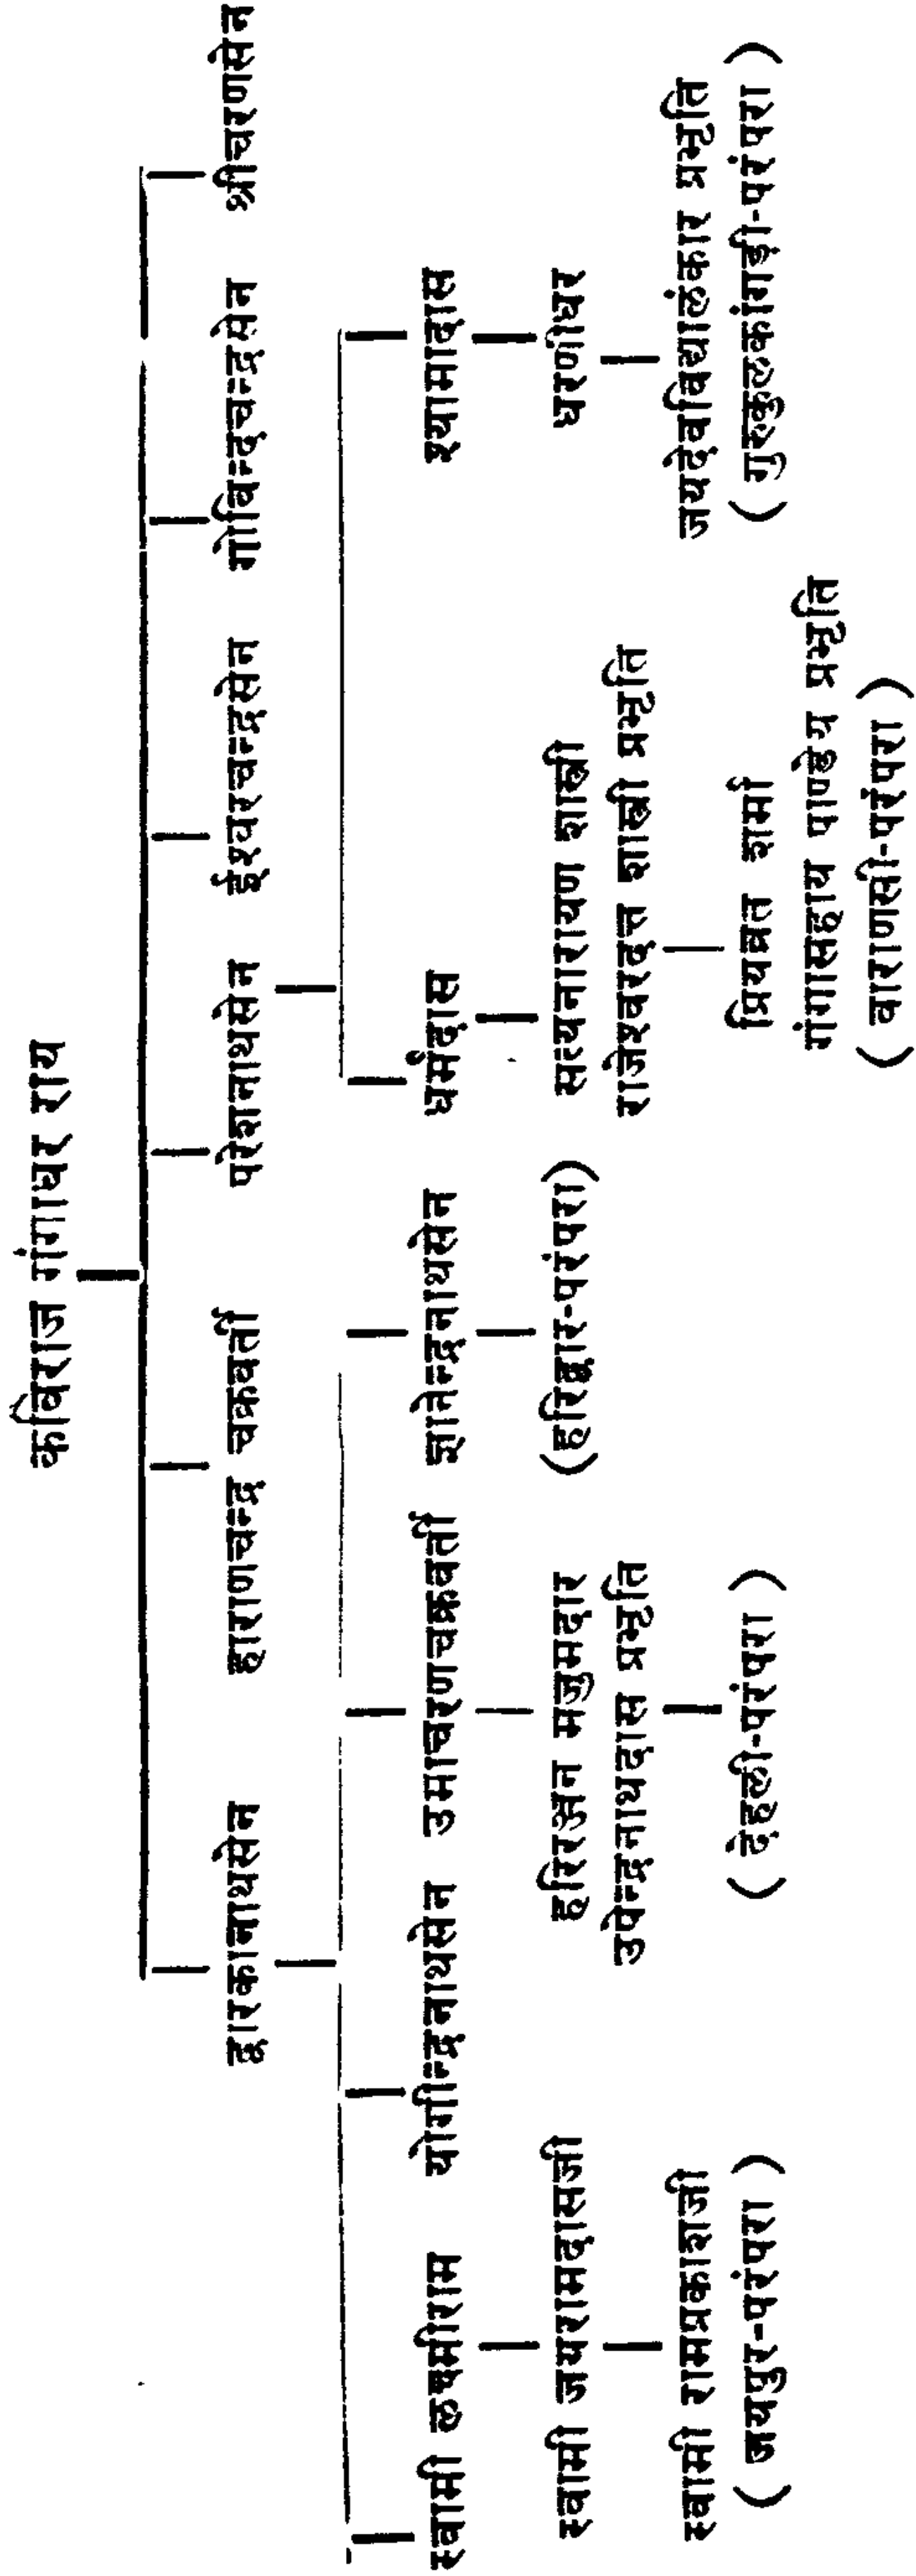 कविराज गंगाधर राय
द्वारकानाथसेन हाराणचन्द्र चक्रवर्ती परेशनाथसेन ईश्वरचन्द्रसेन गोविन्दचन्द्रसेन श्रीचरणसेन
स्वामी लक्ष्मीराम योगीन्द्रनाथसेन उमाचरणचक्रवर्ती ज्ञानेन्द्रनाथसेन धर्मदास श्यामादास
स्वामी जयरामदासजी हरिरञ्जन मजुमदार (हरिद्वार-परंपरा) सत्यनारायण शास्त्री धरणीधर
उपेन्द्रनाथदास प्रभृति राजेश्वरदत्त शास्त्री प्रभृति
स्वामी रामप्रकाशजी जयदेवविद्यालंकार प्रभृति
( जयपुर-परंपरा ) ( देहली-परंपरा ) प्रियव्रत शर्मा ( गुरुकुलकांगड़ी-परंपरा )
गंगासहाय पाण्डेय प्रभृति
( वाराणसी-परंपरा )